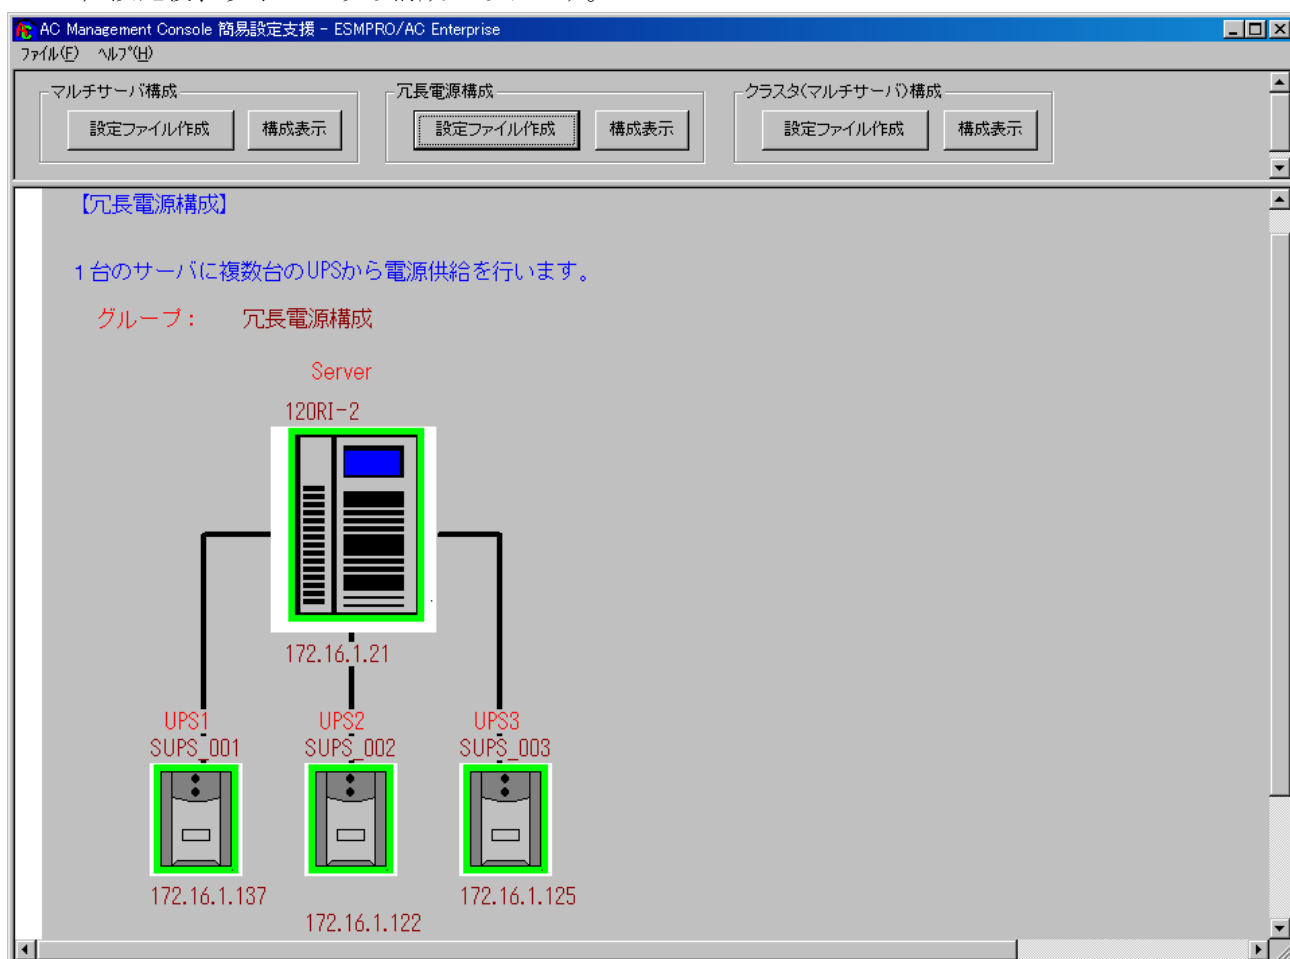 AC Management Console 簡易設定支援 - ESMPRO/AC Enterprise
ファイル(F) ヘルプ(H)
マルチサーバ構成 冗長電源構成 クラスタ(マルチサーバ)構成
設定ファイル作成 構成表示 設定ファイル作成 構成表示 設定ファイル作成 構成表示
【冗長電源構成】
1台のサーバに複数台のUPSから電源供給を行います。
グループ： 冗長電源構成
Server
120RI-2
172.16.1.21
UPS1 UPS2 UPS3
SUPS_001 SUPS_002 SUPS_003
172.16.1.137 172.16.1.125
172.16.1.122